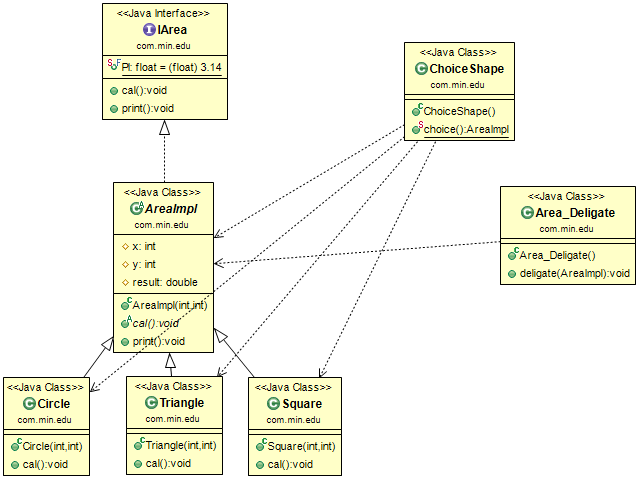 <<Java Interface>>
IArea
com.min.edu
PI: float = (float) 3.14
cal():void
print():void
<<Java Class>>
ChoiceShape
com.min.edu
ChoiceShape()
choice():AreaImpl
<<Java Class>>
AreaImpl
com.min.edu
x: int
y: int
result: double
AreaImpl(int,int)
cal():void
print():void
<<Java Class>>
Area_Deligate
com.min.edu
Area_Deligate()
deligate(AreaImpl):void
<<Java Class>>
Circle
com.min.edu
Circle(int,int)
cal():void
<<Java Class>>
Triangle
com.min.edu
Triangle(int,int)
cal():void
<<Java Class>>
Square
com.min.edu
Square(int,int)
cal():void